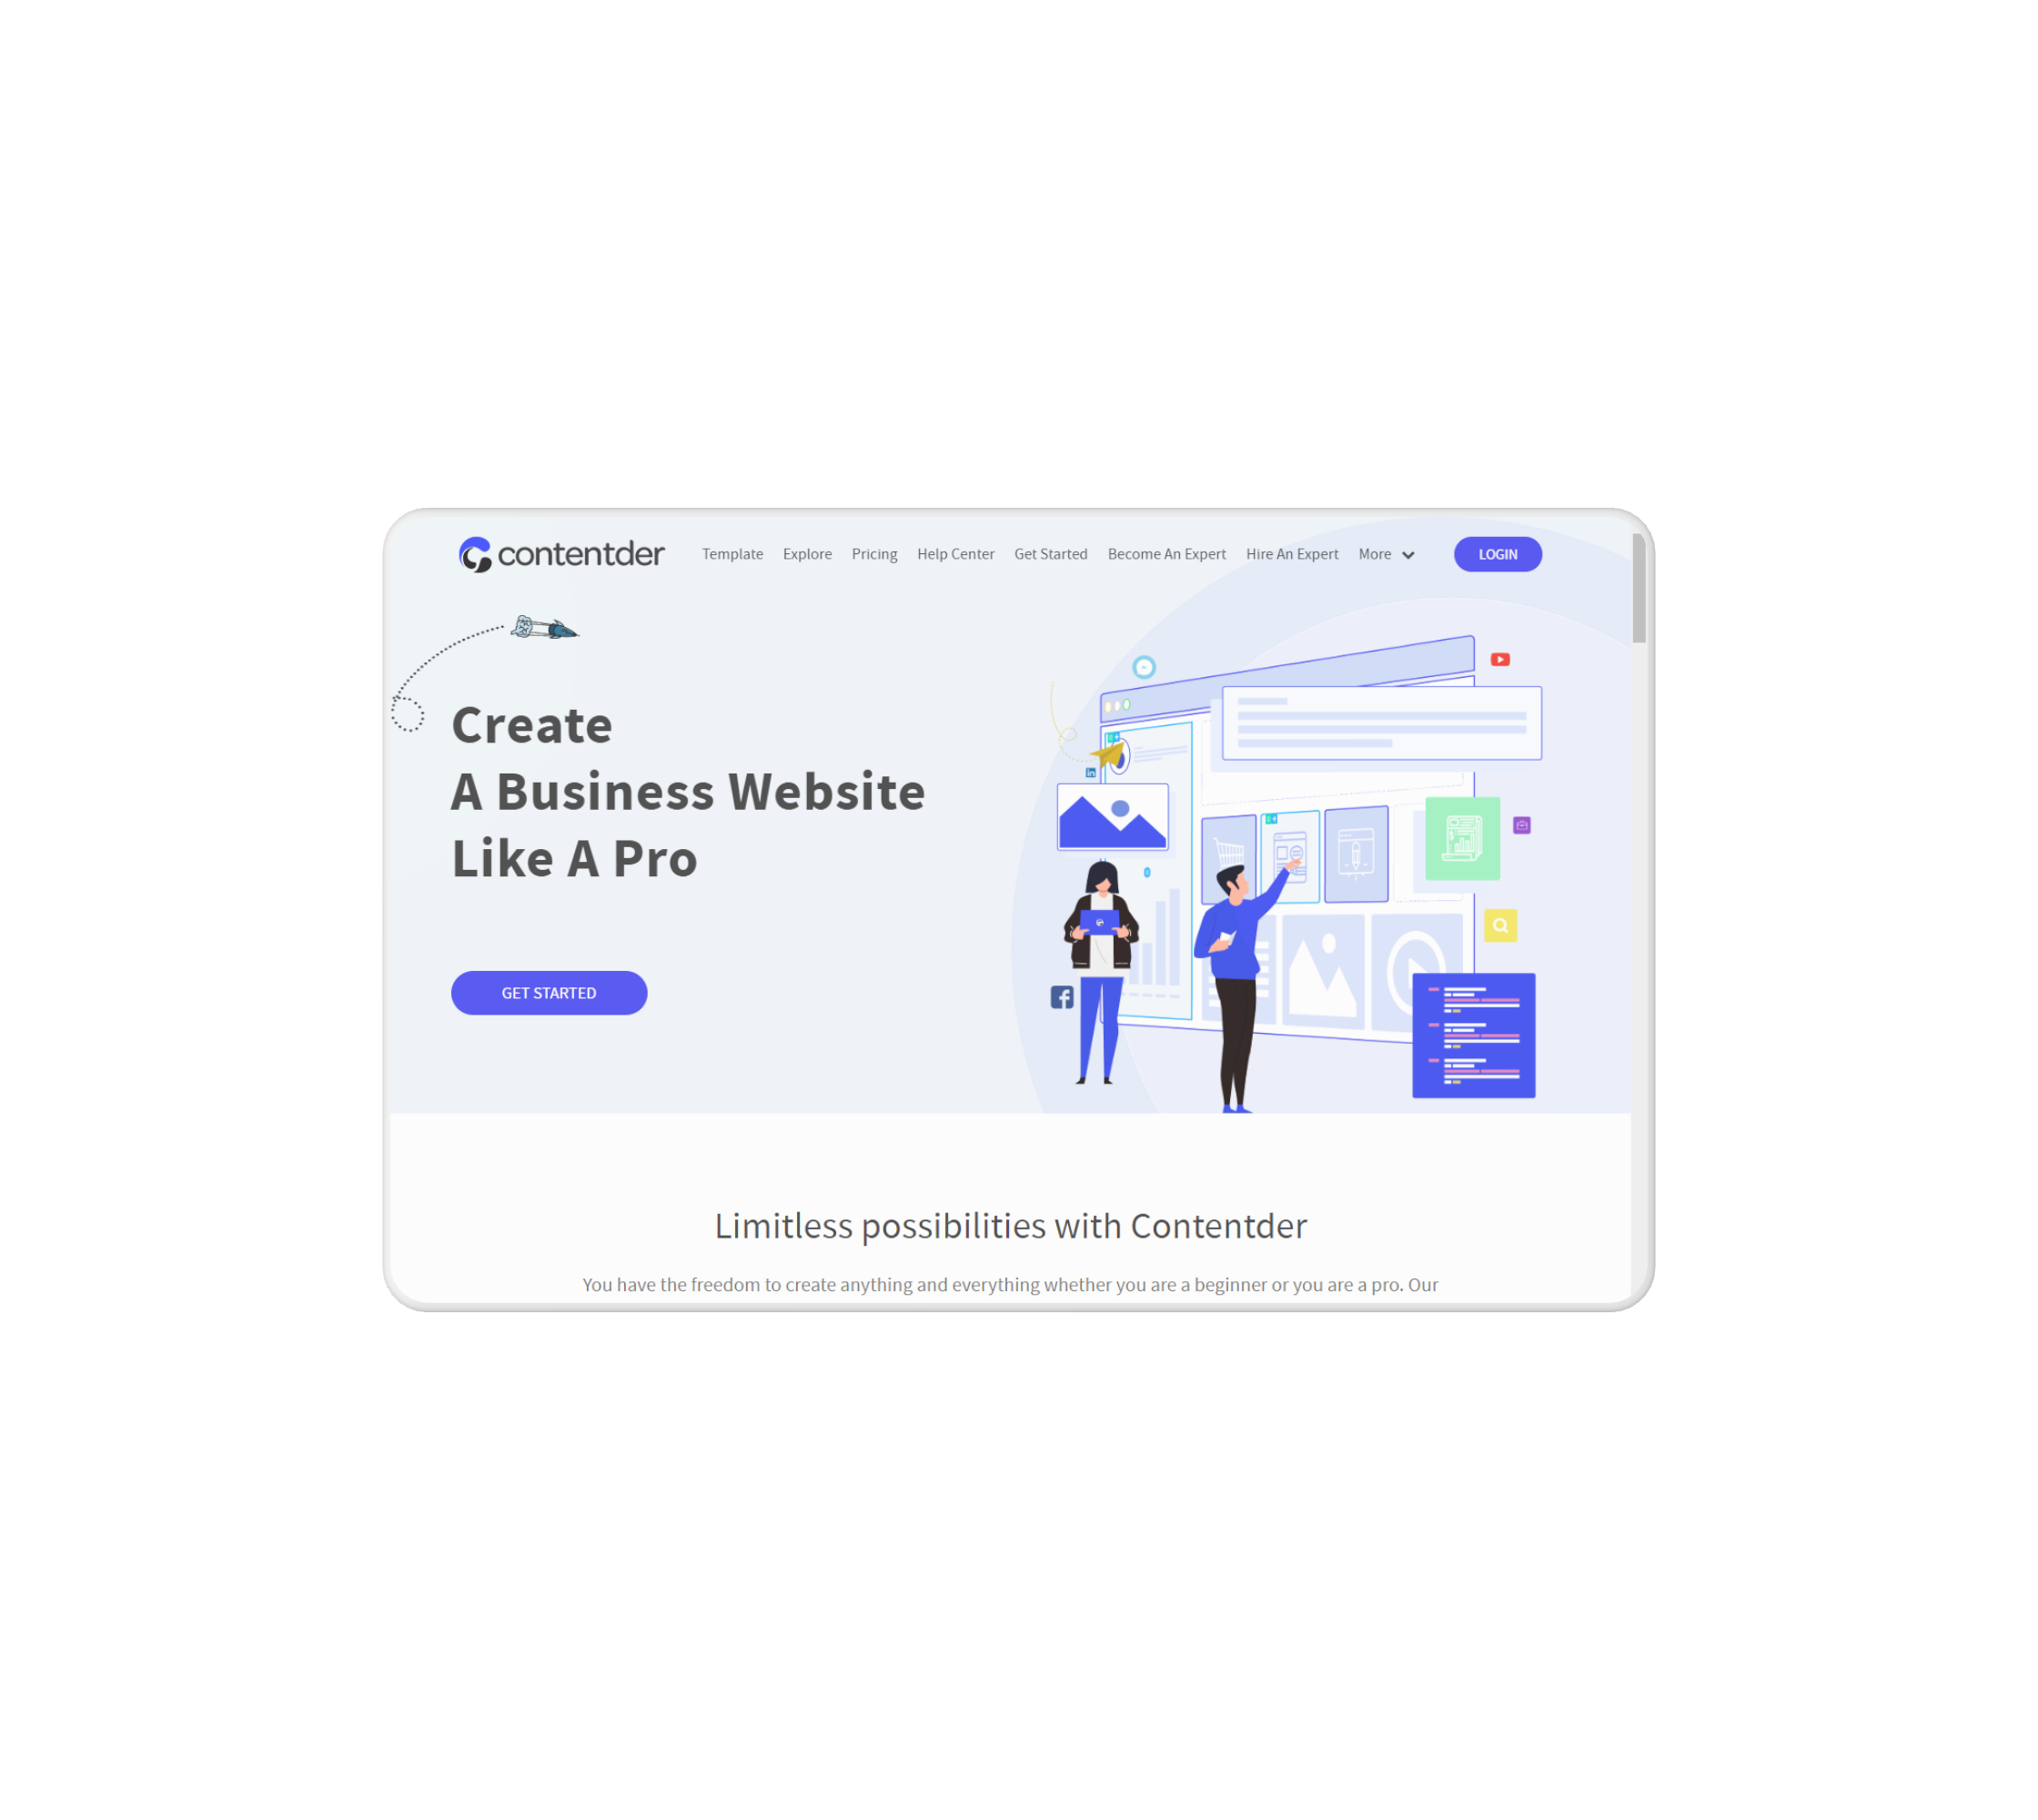 contentder
Template Explore Pricing Help Center Get Started Become An Expert Hire An Expert More LOGIN
Create
A Business Website
Like A Pro
GET STARTED
Limitless possibilities with Contentder
You have the freedom to create anything and everything whether you are a beginner or you are a pro. Our